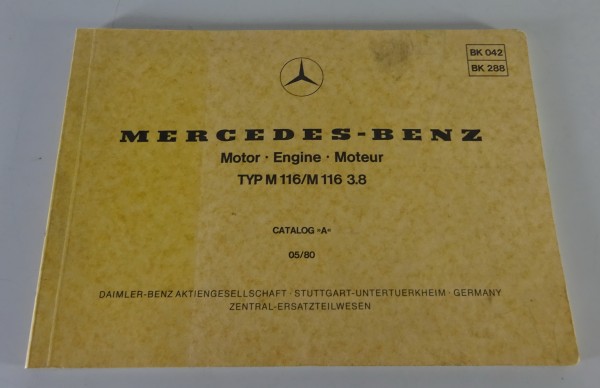 BK 042
BK 288
MERCEDES-BENZ
Motor · Engine · Moteur
TYP M 116/M 116 3.8
CATALOG »A«
05/80
DAIMLER-BENZ AKTIENGESELLSCHAFT · STUTTGART-UNTERTUERKHEIM · GERMANY
ZENTRAL-ERSATZTEILWESEN